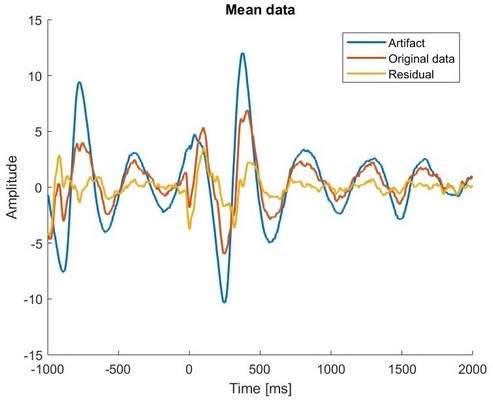 Mean data
Artifact
Original data
Residual
15
10
5
0
-5
-10
-15
Amplitude
-1000 -500 0 500 1000 1500 2000
Time [ms]